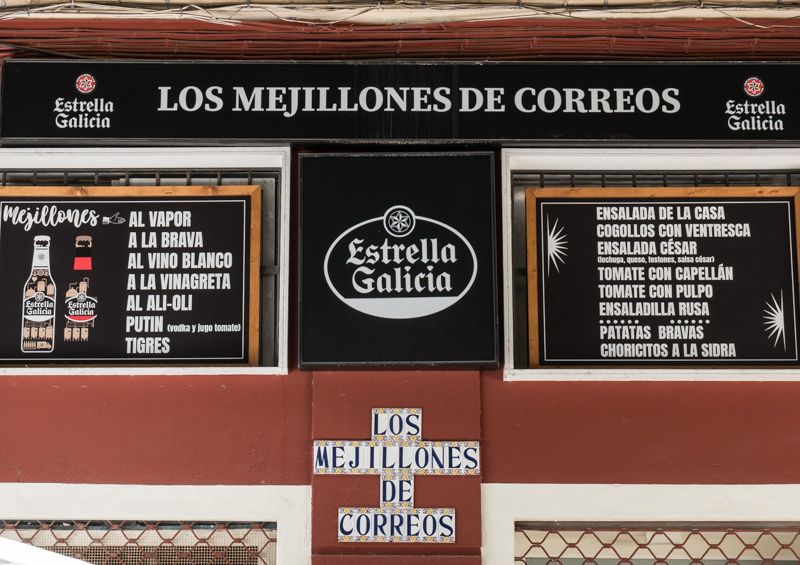 Estrella
Galicia
LOS MEJILLONES DE CORREOS
Estrella
Galicia
Mejillones
AL VAPOR
A LA BRAVA
AL VINO BLANCO
A LA VINAGRETA
AL ALI-OLI
PUTIN (vodka y jugo tomate)
TIGRES
Estrella
Galicia
Estrella
Galicia
Estrella
Galicia
ENSALADA DE LA CASA
COGOLLOS CON VENTRESCA
ENSALADA CÉSAR
(lechuga, queso, tostones, salsa césar)
TOMATE CON CAPELLÁN
TOMATE CON PULPO
ENSALADILLA RUSA
PATATAS BRAVAS
CHORICITOS A LA SIDRA
LOS
MEJILLONES
DE
CORREOS